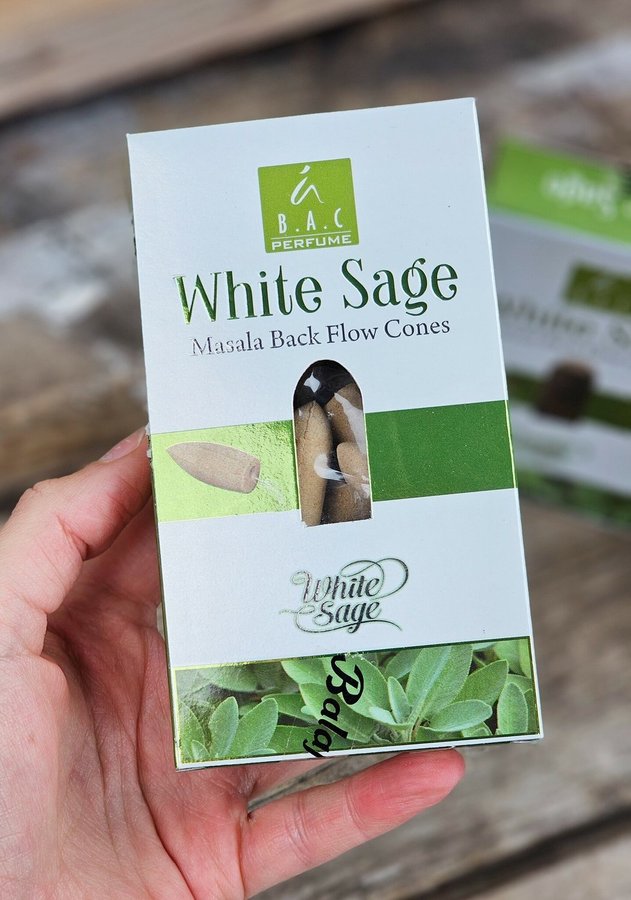 B.A.C
PERFUME
White Sage
Masala Back Flow Cones
White
Sage